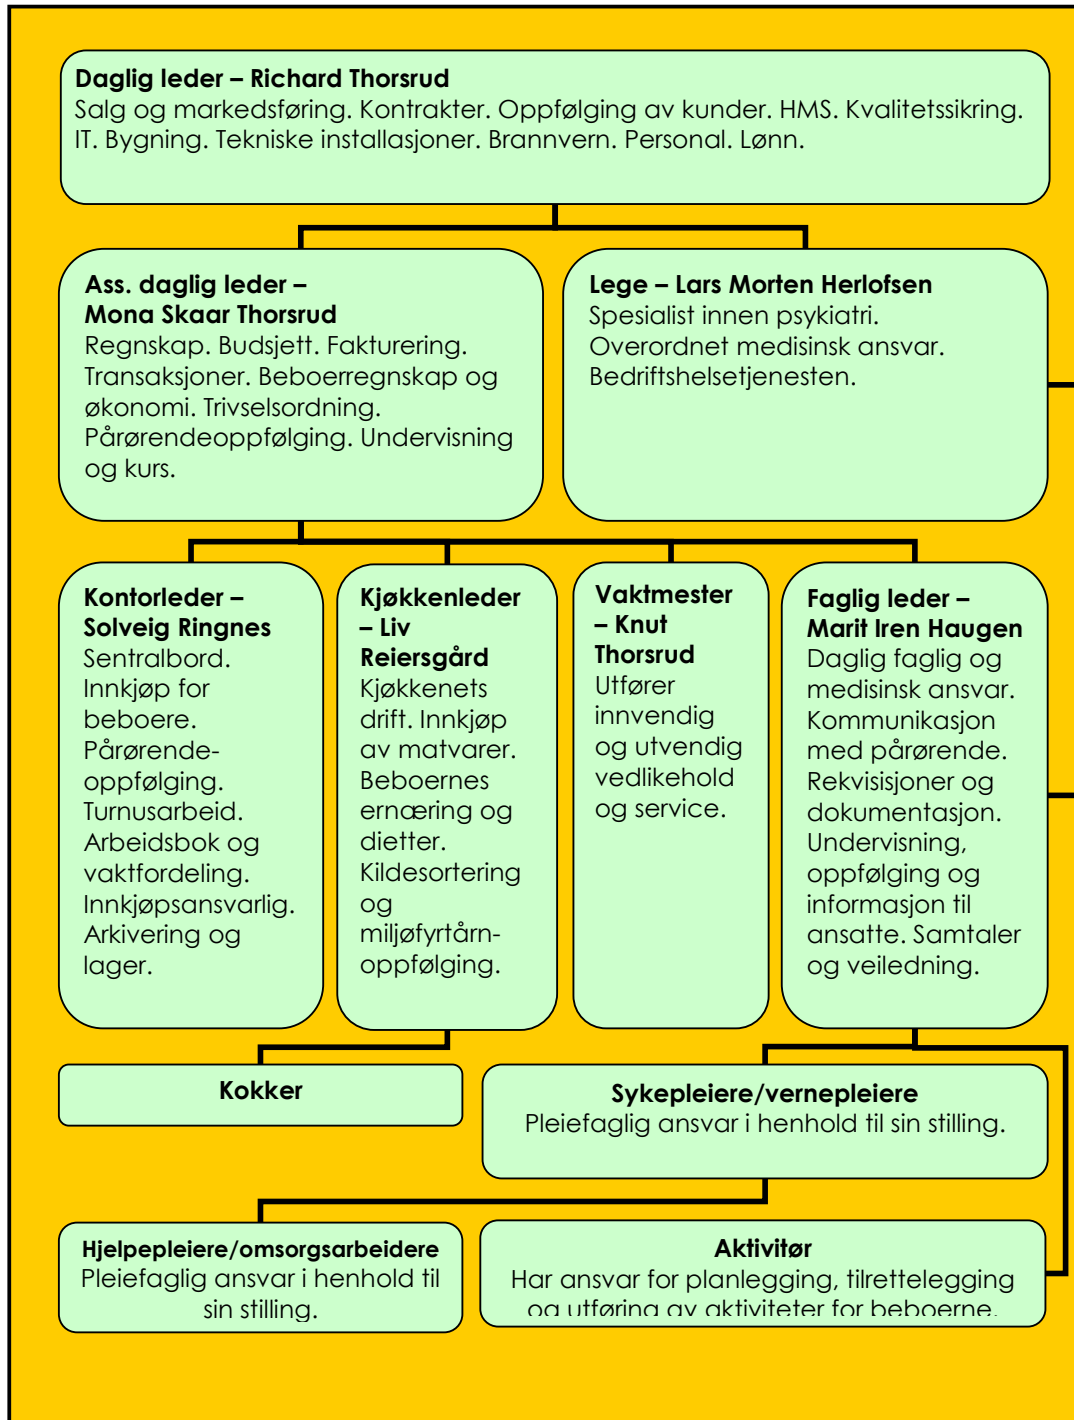 Daglig leder – Richard Thorsrud
Salg og markedsføring. Kontrakter. Oppfølging av kunder. HMS. Kvalitetssikring.
IT. Bygning. Tekniske installasjoner. Brannvern. Personal. Lønn.
Ass. daglig leder –
Mona Skaar Thorsrud
Regnskap. Budsjett. Fakturering.
Transaksjoner. Beboerregnskap og
økonomi. Trivselsordning.
Pårørendeoppfølging. Undervisning
og kurs.
Lege – Lars Morten Herlofsen
Spesialist innen psykiatri.
Overordnet medisinsk ansvar.
Bedriftshelsetjenesten.
Kontorleder –
Solveig Ringnes
Sentralbord.
Innkjøp for
beboere.
Pårørende-
oppfølging.
Turnusarbeid.
Arbeidsbok og
vaktfordeling.
Innkjøpsansvarlig.
Arkivering og
lager.
Kjøkkenleder
– Liv
Reiersgård
Kjøkkenets
drift. Innkjøp
av matvarer.
Beboernes
ernæring og
dietter.
Kildesortering
og
miljøfyrtårn-
oppfølging.
Vaktmester
– Knut
Thorsrud
Utfører
innvendig
og utvendig
vedlikehold
og service.
Faglig leder –
Marit Iren Haugen
Daglig faglig og
medisinsk ansvar.
Kommunikasjon
med pårørende.
Rekvisisjoner og
dokumentasjon.
Undervisning,
oppfølging og
informasjon til
ansatte. Samtaler
og veiledning.
Kokker
Sykepleiere/vernepleiere
Pleiefaglig ansvar i henhold til sin stilling.
Hjelpepleiere/omsorgsarbeidere
Pleiefaglig ansvar i henhold til
sin stilling.
Aktivitør
Har ansvar for planlegging, tilrettelegging
og utføring av aktiviteter for beboerne.